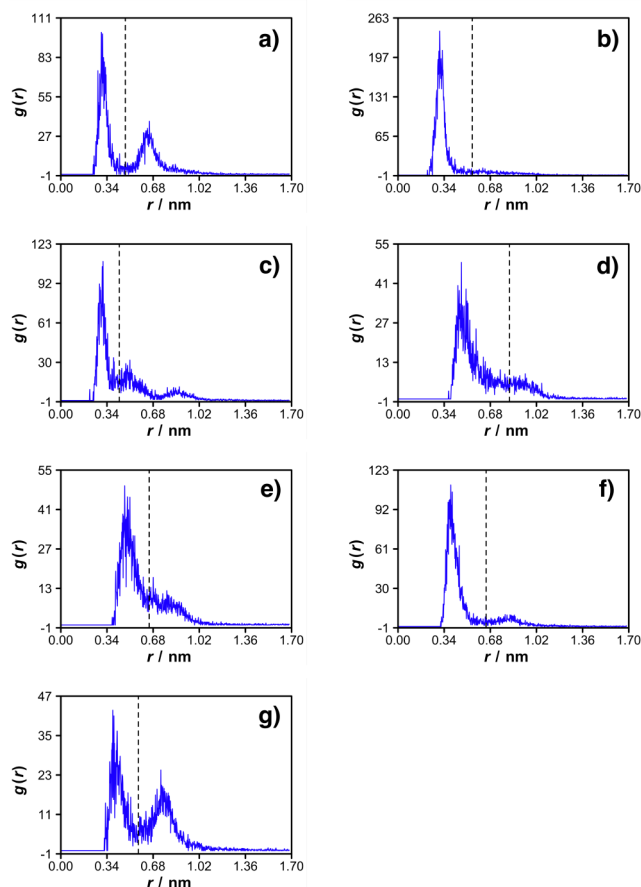 111
83
55
27
-1
g(r)
a)
0.00 0.34 0.68 1.02 1.36 1.70
r / nm
263
197
131
65
-1
g(r)
b)
0.00 0.34 0.68 1.02 1.36 1.70
r / nm
123
92
61
30
-1
g(r)
c)
0.00 0.34 0.68 1.02 1.36 1.70
r / nm
55
41
27
13
-1
g(r)
d)
0.00 0.34 0.68 1.02 1.36 1.70
r / nm
55
41
27
13
-1
g(r)
e)
0.00 0.34 0.68 1.02 1.36 1.70
r / nm
123
92
61
30
-1
g(r)
f)
0.00 0.34 0.68 1.02 1.36 1.70
r / nm
47
35
23
11
-1
g(r)
g)
0.00 0.34 0.68 1.02 1.36 1.70
r / nm